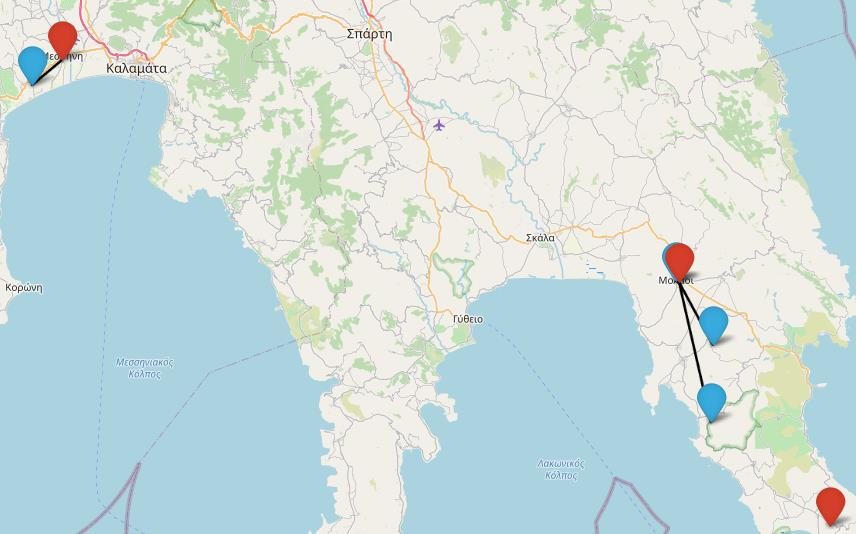 Σπάρτη
Καλαμάτα
Σκάλα
Κορώνη
Γύθειο
Μεσσηνιακός
Κόλπος
Λακωνικός
Κόλπος